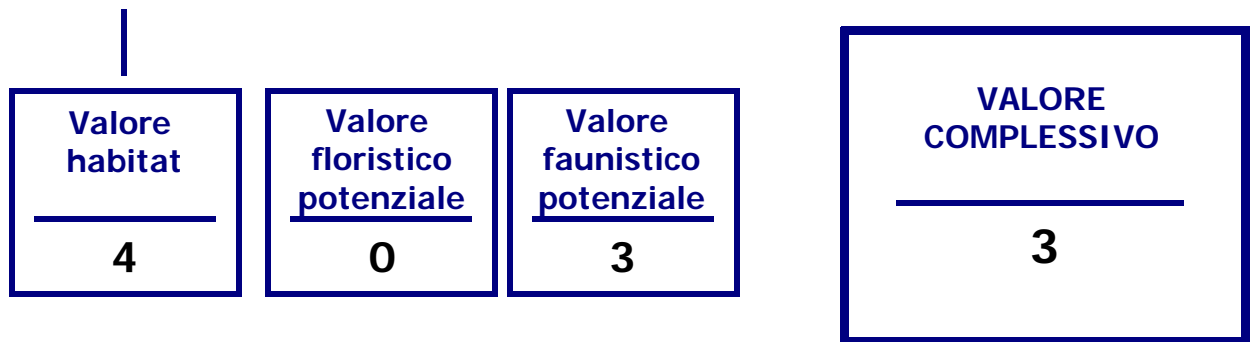 Valore
habitat
4
Valore
floristico
potenziale
0
Valore
faunistico
potenziale
3
VALORE
COMPLESSIVO
3